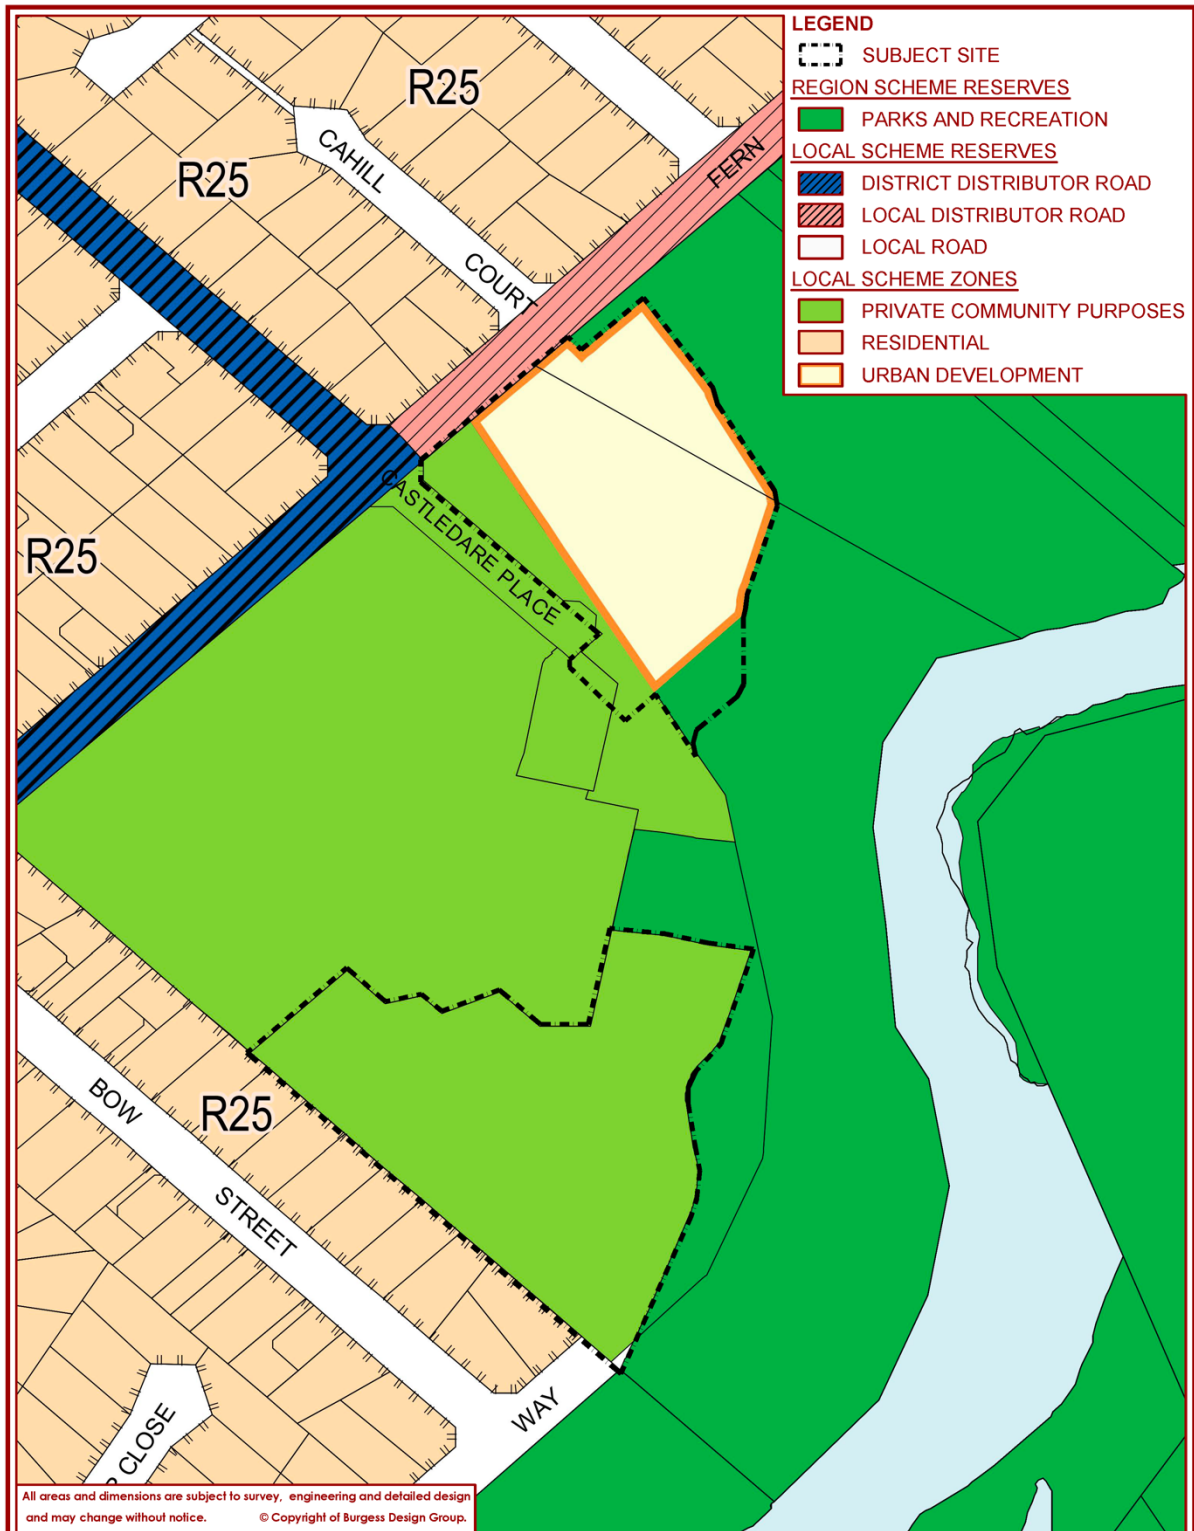 LEGEND
SUBJECT SITE
REGION SCHEME RESERVES
PARKS AND RECREATION
LOCAL SCHEME RESERVES
DISTRICT DISTRIBUTOR ROAD
LOCAL DISTRIBUTOR ROAD
LOCAL ROAD
LOCAL SCHEME ZONES
PRIVATE COMMUNITY PURPOSES
RESIDENTIAL
URBAN DEVELOPMENT
R25
R25
CAHILL
COURT
FERN
CASTLEDARE PLACE
R25
R25
BOW
STREET
WAY
CLOSE
All areas and dimensions are subject to survey, engineering and detailed design
and may change without notice. © Copyright of Burgess Design Group.